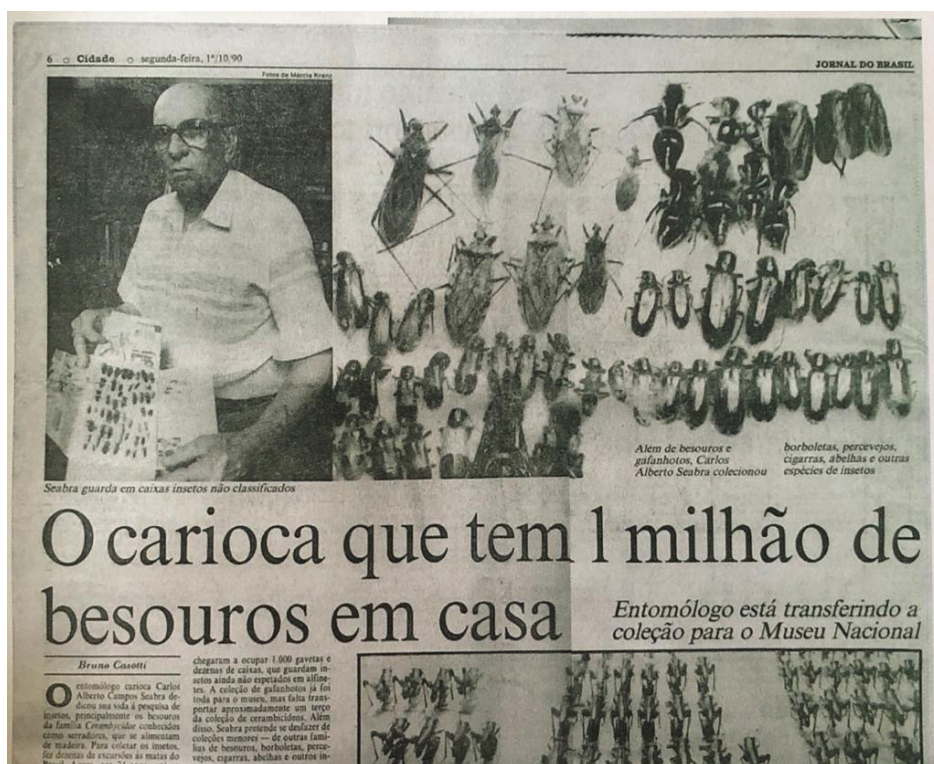 6 o Cidade o segunda-feira, 1º/10/90
JORNAL DO BRASIL
Fotos de Márcia Kranz
Além de besouros e
gafanhotos, Carlos
Alberto Seabra colecionou
borboletas, percevejos,
cigarras, abelhas e outras
espécies de insetos
Seabra guarda em caixas insetos não classificados
O carioca que tem 1 milhão de
besouros em casa
Entomólogo está transferindo a
coleção para o Museu Nacional
Bruno Casotti
O entomólogo carioca Carlos
Alberto Campos Seabra de-
dicou sua vida à pesquisa de
insetos, principalmente os besouros
da família Cerambycidae conhecidos
como serradores, que se alimentam
de madeira. Para coletar os insetos,
fez dezenas de excursões às matas do
chegaram a ocupar 1.000 gavetas e
dezenas de caixas, que guardam in-
setos ainda não espetados em alfine-
tes. A coleção de gafanhotos já foi
toda para o museu, mas falta trans-
portar aproximadamente um terço
da coleção de cerambicídeos. Além
disso, Seabra pretende se desfazer de
coleções menores — de outras famí-
lias de besouros, borboletas, perce-
vejos, cigarras, abelhas e outros in-